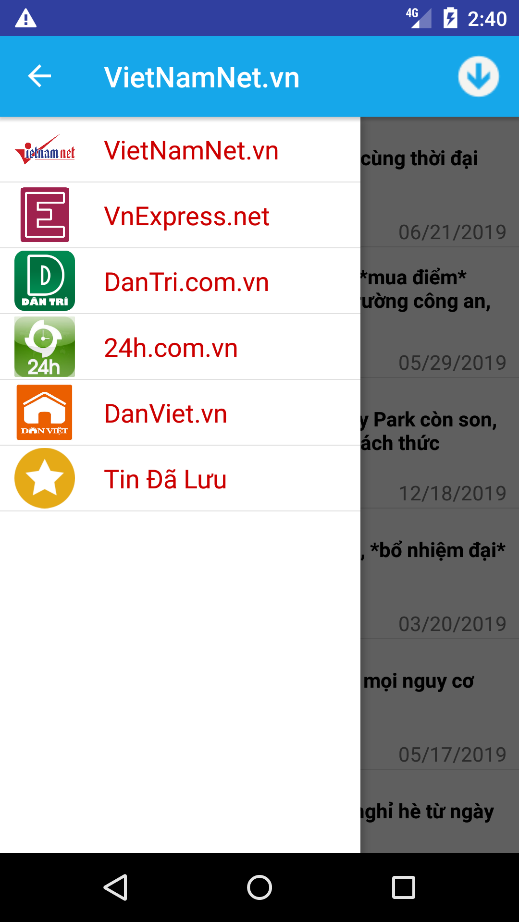 4G 2:40
VietNamNet.vn
vietnamnet VietNamNet.vn
E VnExpress.net
D DÂN TRÍ DanTri.com.vn
24h 24h.com.vn
DÂN VIỆT DanViet.vn
Tin Đã Lưu
cùng thời đại
06/21/2019
*mua điểm*
ường công an,
05/29/2019
y Park còn son,
ách thức
12/18/2019
, *bổ nhiệm đại*
03/20/2019
mọi nguy cơ
05/17/2019
nghỉ hè từ ngày